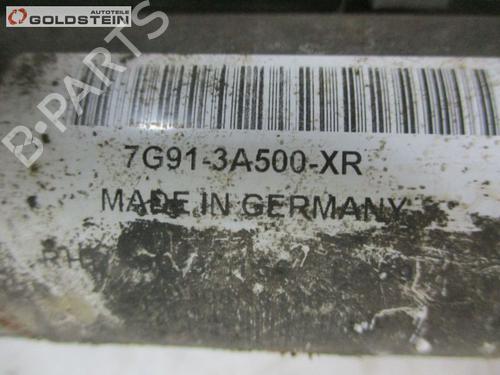 AUTOTEILE
GOLDSTEIN
B-Parts
7G91-3A500-XR
MADE IN GERMANY